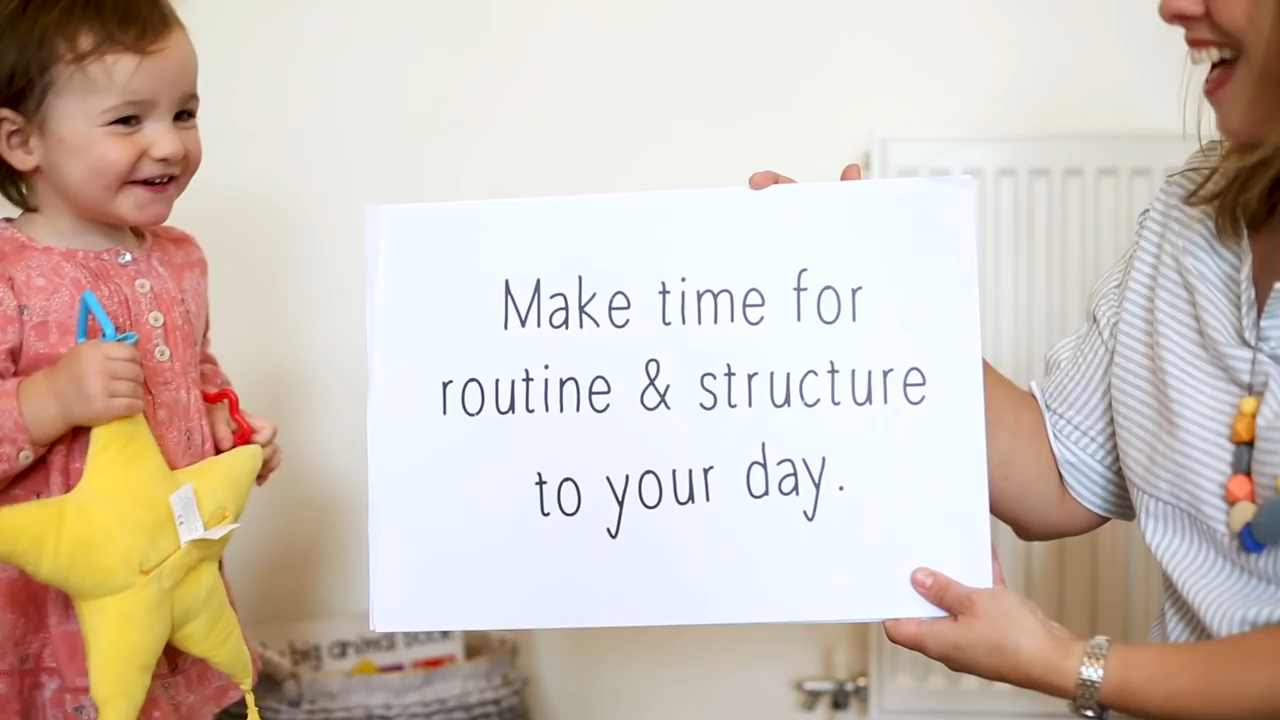 Make time for
routine & structure
to your day.
big animal book